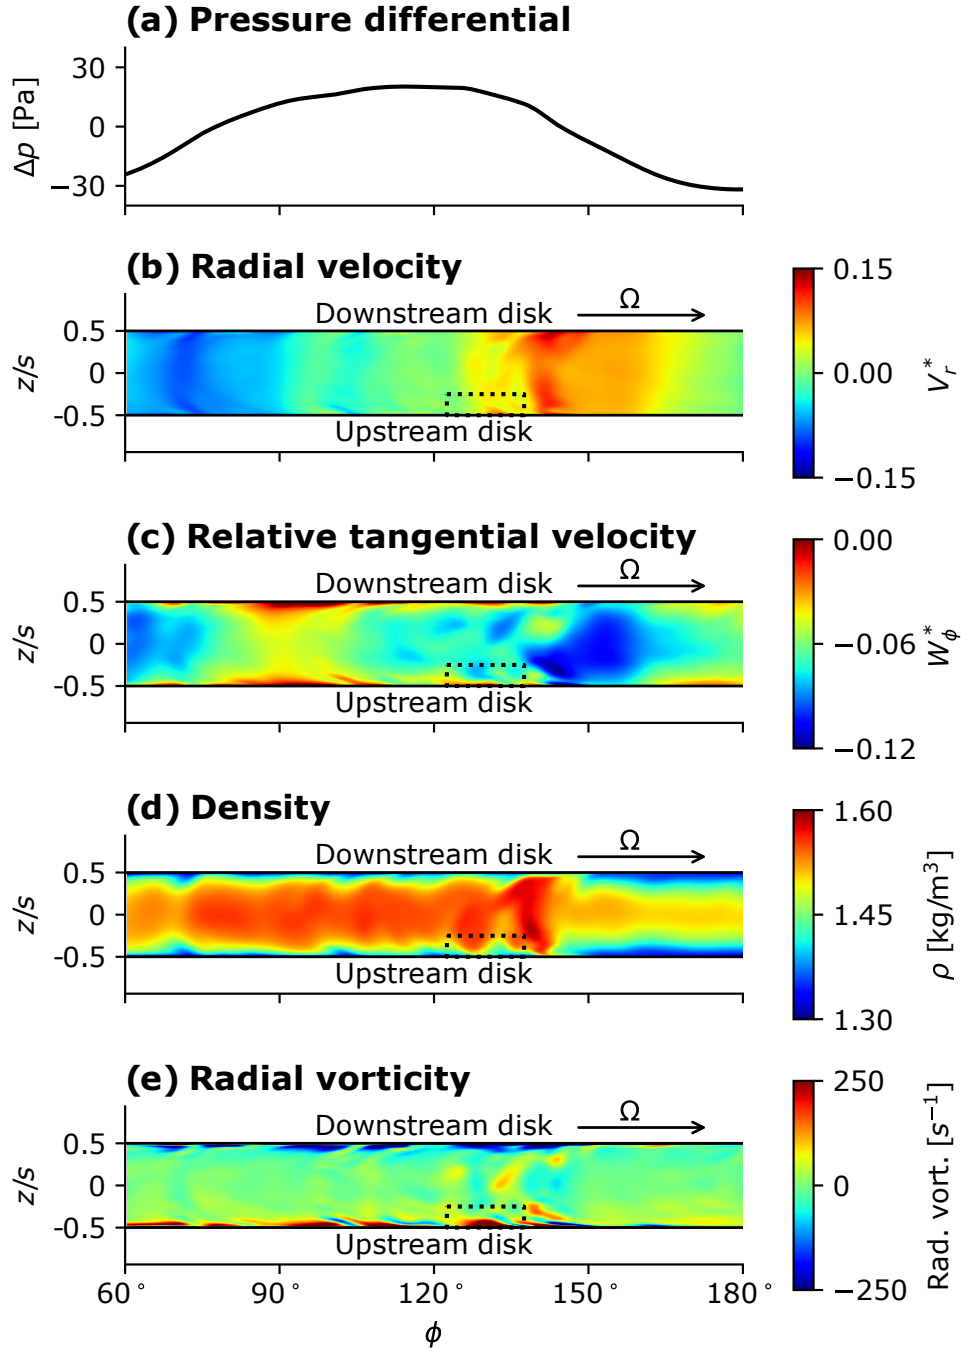 (a) Pressure differential
Δp [Pa]
30
0
−30
(b) Radial velocity
Downstream disk
Ω
z/s
0.5
0
-0.5
Upstream disk
0.15
0.00
−0.15
V_r^*
(c) Relative tangential velocity
Downstream disk
Ω
z/s
0.5
0
-0.5
Upstream disk
0.00
−0.06
−0.12
W_ϕ^*
(d) Density
Downstream disk
Ω
z/s
0.5
0
-0.5
Upstream disk
1.60
1.45
1.30
ρ [kg/m³]
(e) Radial vorticity
Downstream disk
Ω
z/s
0.5
0
-0.5
Upstream disk
250
0
−250
Rad. vort. [s⁻¹]
60° 90° 120° 150° 180°
ϕ